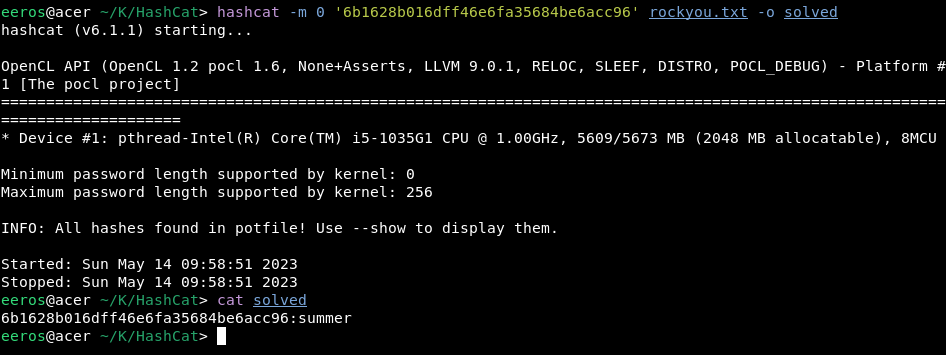 eeros@acer ~/K/HashCat> hashcat -m 0 '6b1628b016dff46e6fa35684be6acc96' rockyou.txt -o solved
hashcat (v6.1.1) starting...
OpenCL API (OpenCL 1.2 pocl 1.6, None+Asserts, LLVM 9.0.1, RELOC, SLEEF, DISTRO, POCL_DEBUG) - Platform #
1 [The pocl project]
=========================================================================================================
====================
* Device #1: pthread-Intel(R) Core(TM) i5-1035G1 CPU @ 1.00GHz, 5609/5673 MB (2048 MB allocatable), 8MCU
Minimum password length supported by kernel: 0
Maximum password length supported by kernel: 256
INFO: All hashes found in potfile! Use --show to display them.
Started: Sun May 14 09:58:51 2023
Stopped: Sun May 14 09:58:51 2023
eeros@acer ~/K/HashCat> cat solved
6b1628b016dff46e6fa35684be6acc96:summer
eeros@acer ~/K/HashCat>